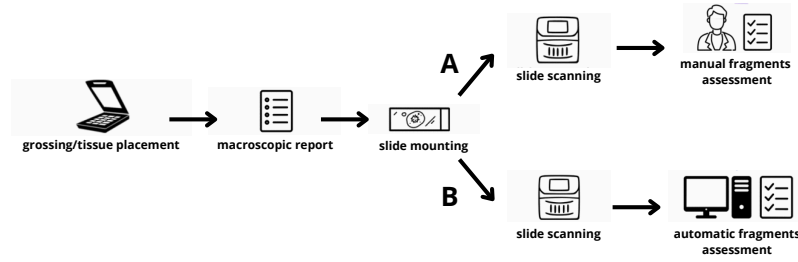 A
slide scanning
manual fragments
assessment
grossing/tissue placement
macroscopic report
slide mounting
B
slide scanning
automatic fragments
assessment